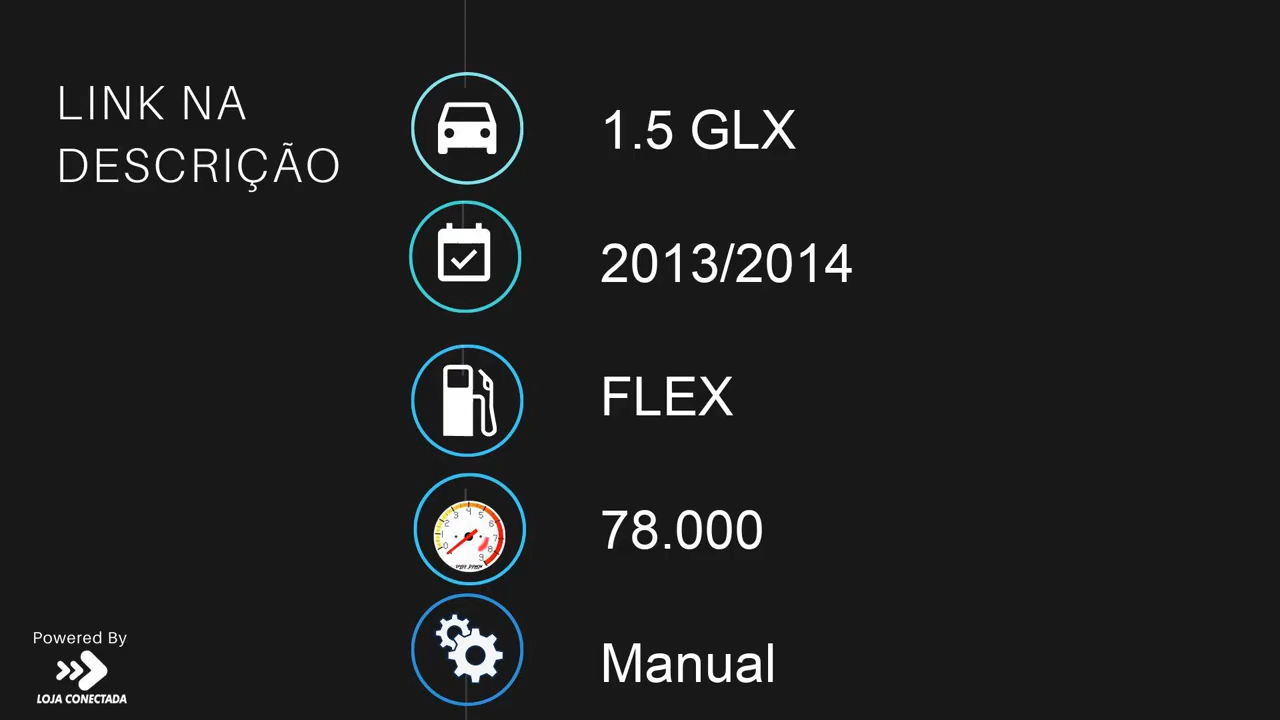 LINK NA
DESCRIÇÃO
1.5 GLX
2013/2014
FLEX
78.000
Manual
Powered By
LOJA CONECTADA